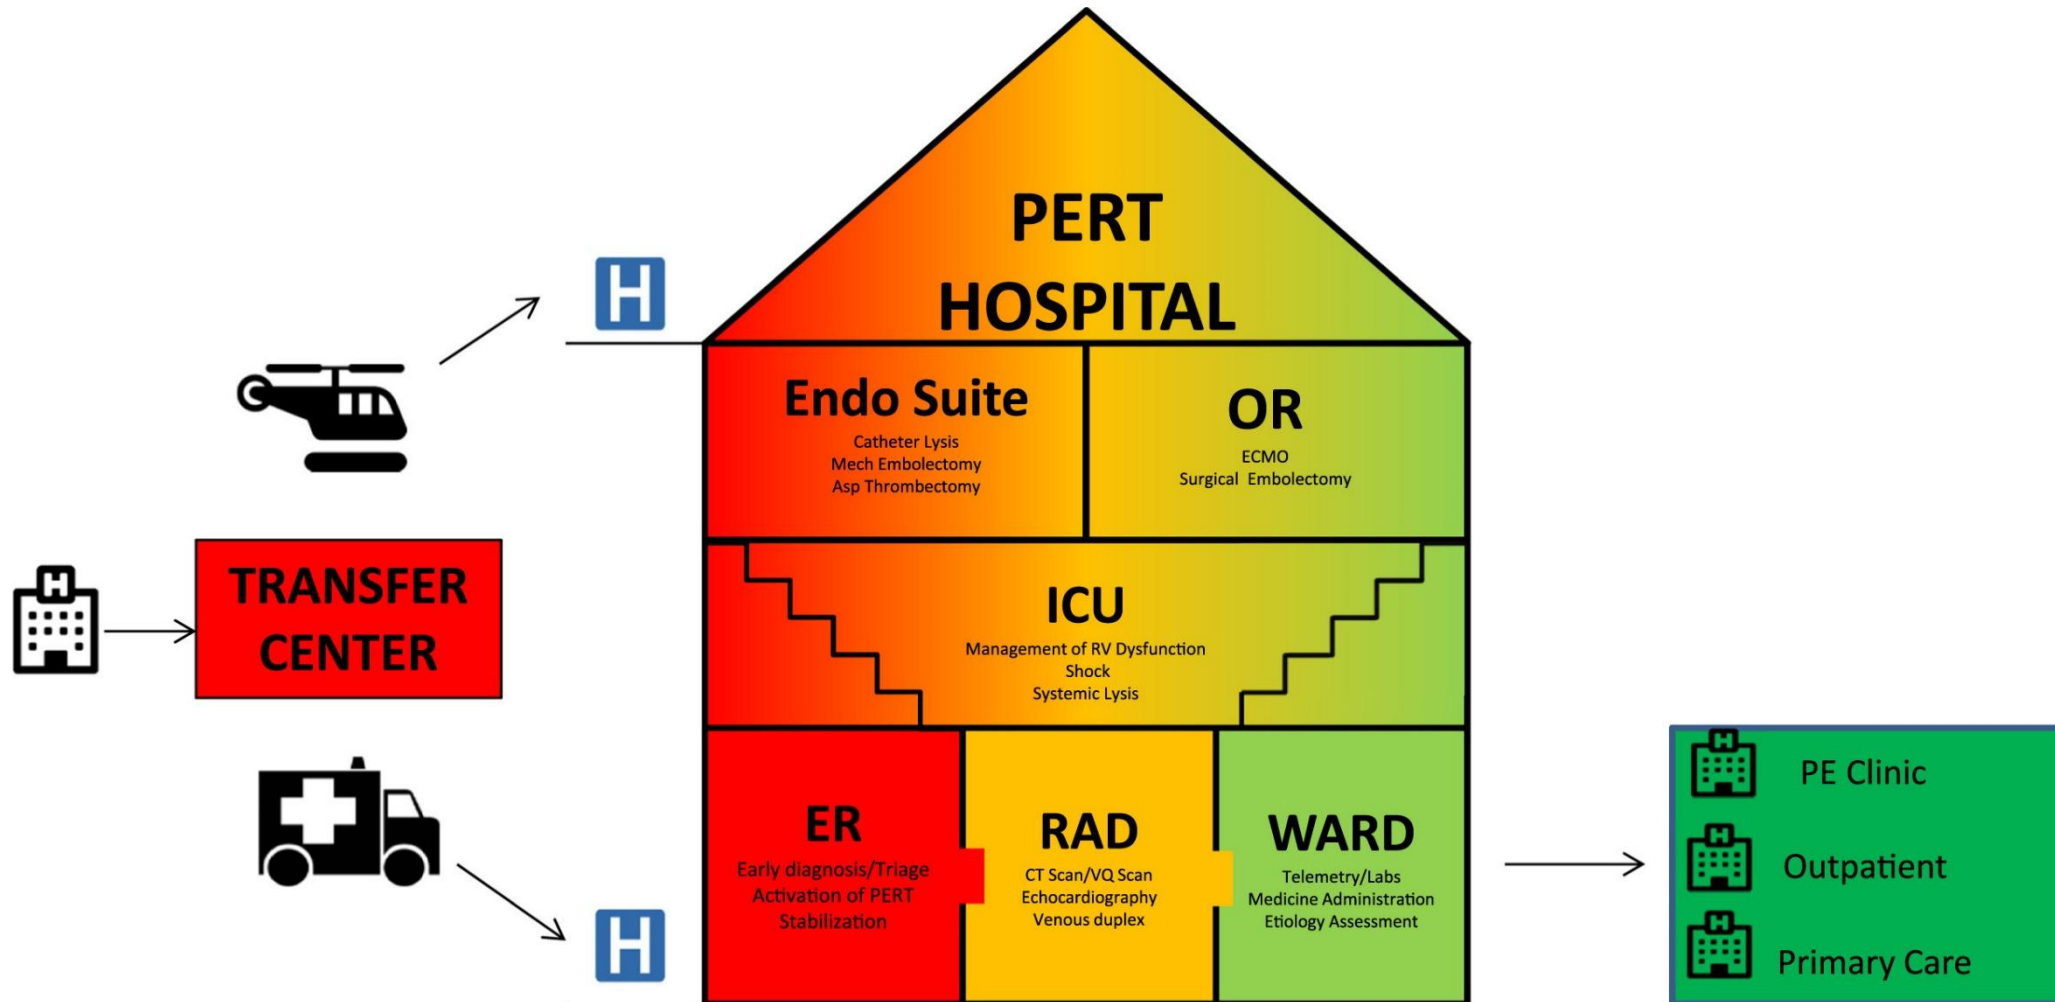 PERT
HOSPITAL
H
Endo Suite
Catheter Lysis
Mech Embolectomy
Asp Thrombectomy
OR
ECMO
Surgical Embolectomy
H
TRANSFER
CENTER
ICU
Management of RV Dysfunction
Shock
Systemic Lysis
ER
Early diagnosis/Triage
Activation of PERT
Stabilization
RAD
CT Scan/VQ Scan
Echocardiography
Venous duplex
WARD
Telemetry/Labs
Medicine Administration
Etiology Assessment
H
H
PE Clinic
H
Outpatient
H
Primary Care